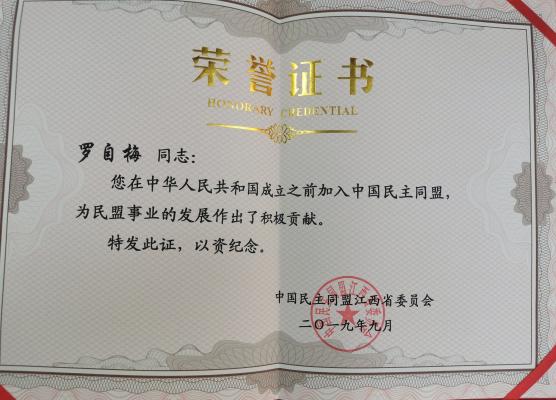 荣誉证书
HONORARY CREDENTIAL
罗自梅 同志：
您在中华人民共和国成立之前加入中国民主同盟，
为民盟事业的发展作出了积极贡献。
特发此证，以资纪念。
中国民主同盟江西省委员会
二〇一九年九月